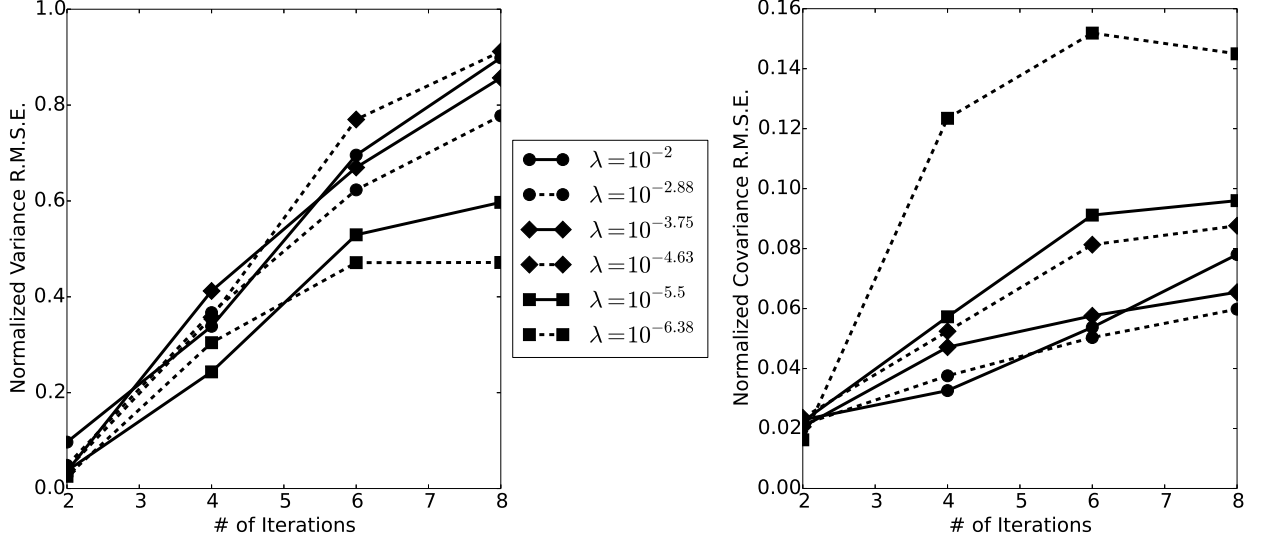 1.0
0.8
0.6
0.4
0.2
0.0
Normalized Variance R.M.S.E.
2 3 4 5 6 7 8
# of Iterations
λ=10^{-2}
λ=10^{-2.88}
λ=10^{-3.75}
λ=10^{-4.63}
λ=10^{-5.5}
λ=10^{-6.38}
0.16
0.14
0.12
0.10
0.08
0.06
0.04
0.02
0.00
Normalized Covariance R.M.S.E.
2 3 4 5 6 7 8
# of Iterations